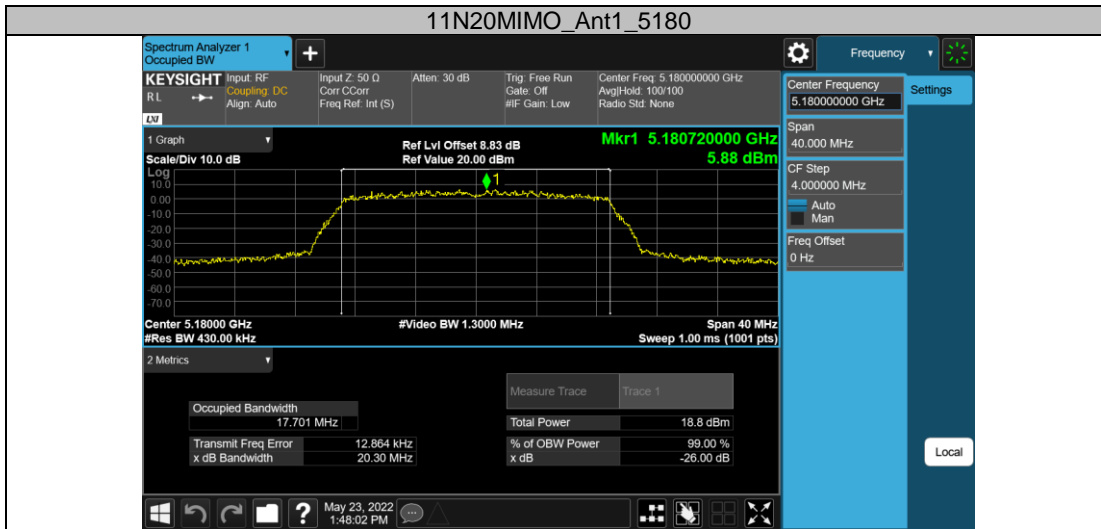 11N20MIMO_Ant1_5180
Spectrum Analyzer 1
Occupied BW
Frequency
KEYSIGHT
Input: RF
Input Z: 50 Ω
Atten: 30 dB
Trig: Free Run
Center Freq: 5.180000000 GHz
RL
Coupling: DC
Corr CCorr
Gate: Off
Avg|Hold: 100/100
Align: Auto
Freq Ref: Int (S)
#IF Gain: Low
Radio Std: None
LXI
Center Frequency
5.180000000 GHz
Settings
Span
40.000 MHz
CF Step
4.000000 MHz
Auto
Man
Freq Offset
0 Hz
1 Graph
Ref Lvl Offset 8.83 dB
Mkr1 5.180720000 GHz
Scale/Div 10.0 dB
Ref Value 20.00 dBm
5.88 dBm
Log
1
10.0
0.00
-10.0
-20.0
-30.0
-40.0
-50.0
-60.0
-70.0
Center 5.18000 GHz
#Video BW 1.3000 MHz
Span 40 MHz
#Res BW 430.00 kHz
Sweep 1.00 ms (1001 pts)
2 Metrics
Measure Trace
Trace 1
Occupied Bandwidth
17.701 MHz
Total Power
18.8 dBm
Transmit Freq Error
12.864 kHz
% of OBW Power
99.00 %
x dB Bandwidth
20.30 MHz
x dB
-26.00 dB
Local
?
May 23, 2022
1:48:02 PM